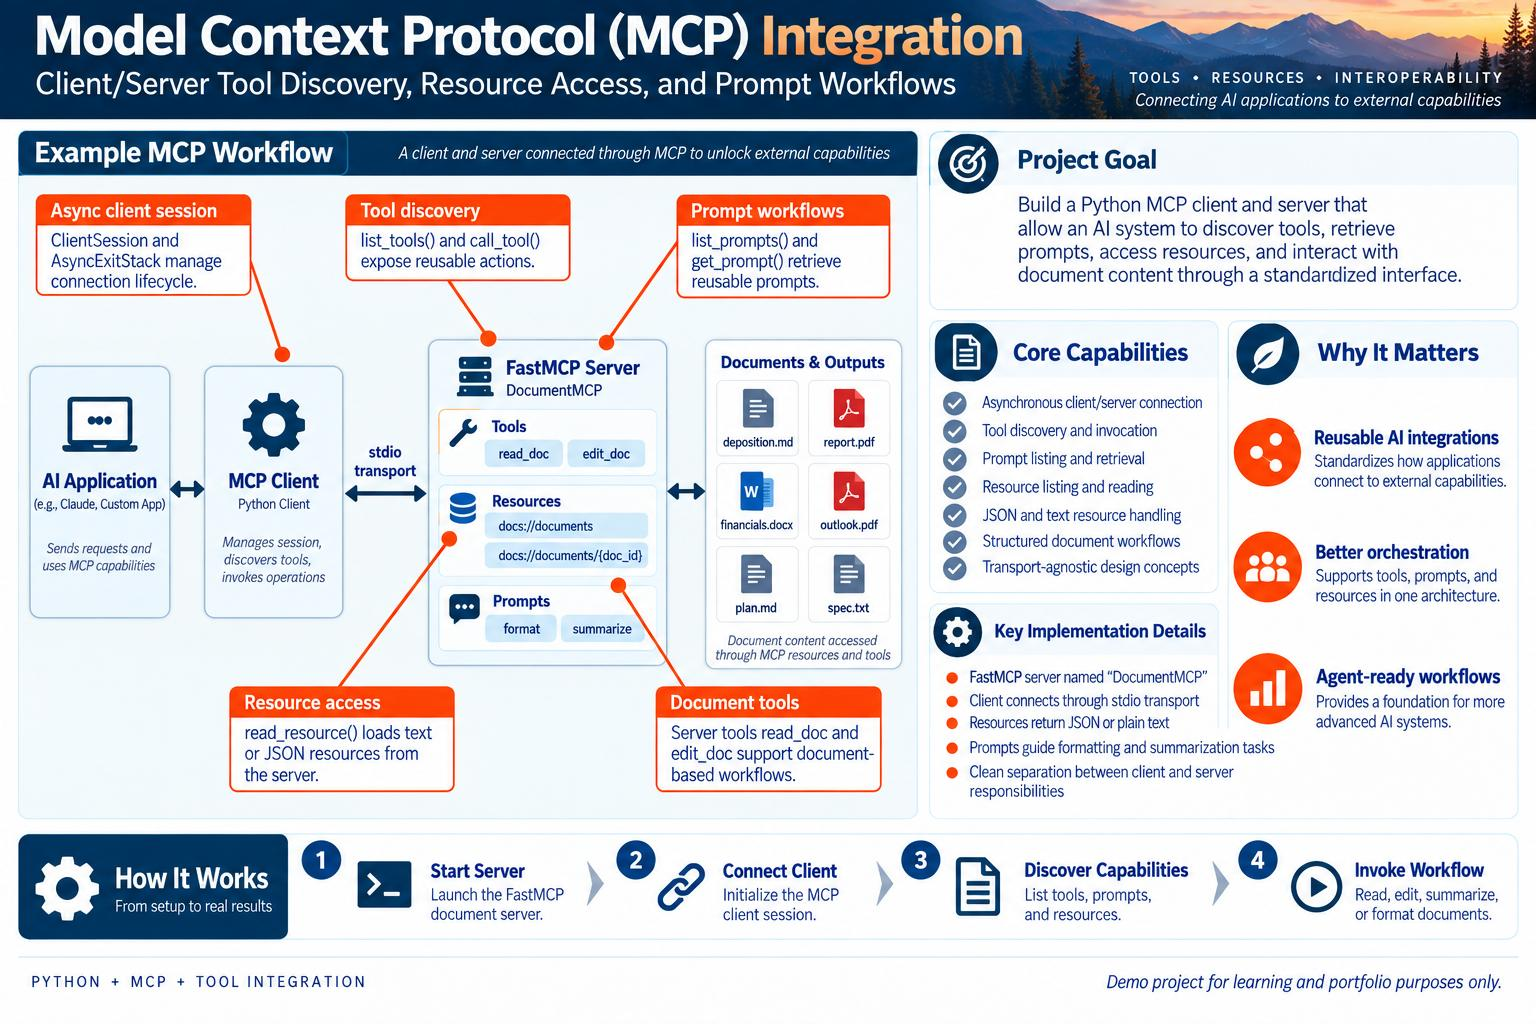 Model Context Protocol (MCP) Integration
Client/Server Tool Discovery, Resource Access, and Prompt Workflows
TOOLS • RESOURCES • INTEROPERABILITY
Connecting AI applications to external capabilities
Example MCP Workflow
A client and server connected through MCP to unlock external capabilities
Async client session
ClientSession and
AsyncExitStack manage
connection lifecycle.
Tool discovery
list_tools() and call_tool()
expose reusable actions.
Prompt workflows
list_prompts() and
get_prompt() retrieve
reusable prompts.
AI Application
(e.g., Claude, Custom App)
Sends requests and
uses MCP capabilities
MCP Client
Python Client
Manages session,
discovers tools,
invokes operations
stdio
transport
FastMCP Server
DocumentMCP
Tools
read_doc
edit_doc
Resources
docs://documents
docs://documents/{doc_id}
Prompts
format
summarize
Documents & Outputs
deposition.md
report.pdf
W
financials.docx
outlook.pdf
plan.md
spec.txt
Document content accessed
through MCP resources and tools
Resource access
read_resource() loads text
or JSON resources from
the server.
Document tools
Server tools read_doc and
edit_doc support document-
based workflows.
Project Goal
Build a Python MCP client and server that
allow an AI system to discover tools, retrieve
prompts, access resources, and interact with
document content through a standardized interface.
Core Capabilities
Asynchronous client/server connection
Tool discovery and invocation
Prompt listing and retrieval
Resource listing and reading
JSON and text resource handling
Structured document workflows
Transport-agnostic design concepts
Key Implementation Details
FastMCP server named “DocumentMCP”
Client connects through stdio transport
Resources return JSON or plain text
Prompts guide formatting and summarization tasks
Clean separation between client and server
responsibilities
Why It Matters
Reusable AI integrations
Standardizes how applications
connect to external capabilities.
Better orchestration
Supports tools, prompts, and
resources in one architecture.
Agent-ready workflows
Provides a foundation for more
advanced AI systems.
How It Works
From setup to real results
1
Start Server
Launch the FastMCP
document server.
2
Connect Client
Initialize the MCP
client session.
3
Discover Capabilities
List tools, prompts,
and resources.
4
Invoke Workflow
Read, edit, summarize,
or format documents.
PYTHON + MCP + TOOL INTEGRATION
Demo project for learning and portfolio purposes only.